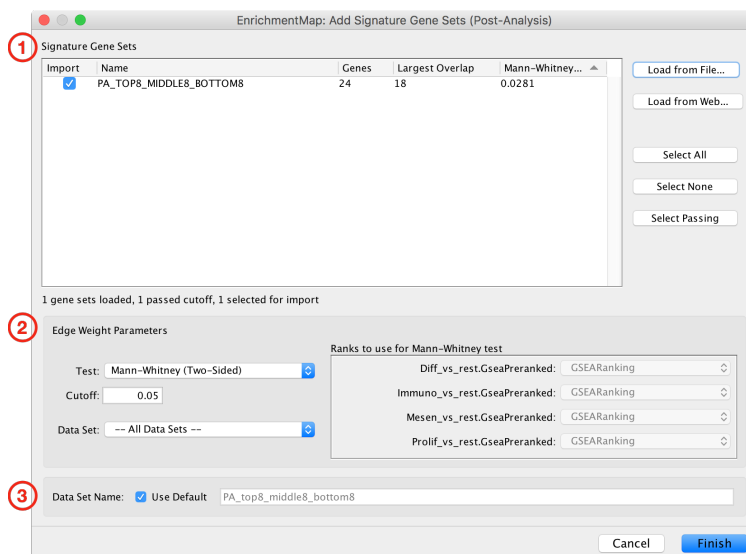 EnrichmentMap: Add Signature Gene Sets (Post-Analysis)
1 Signature Gene Sets
Import Name Genes Largest Overlap Mann-Whitney...
PA_TOP8_MIDDLE8_BOTTOM8 24 18 0.0281
Load from File...
Load from Web...
Select All
Select None
Select Passing
1 gene sets loaded, 1 passed cutoff, 1 selected for import
2 Edge Weight Parameters
Test: Mann-Whitney (Two-Sided)
Cutoff: 0.05
Data Set: -- All Data Sets --
Ranks to use for Mann-Whitney test
Diff_vs_rest.GseaPreranked: GSEARanking
Immuno_vs_rest.GseaPreranked: GSEARanking
Mesen_vs_rest.GseaPreranked: GSEARanking
Prolif_vs_rest.GseaPreranked: GSEARanking
3 Data Set Name: Use Default PA_top8_middle8_bottom8
Cancel Finish